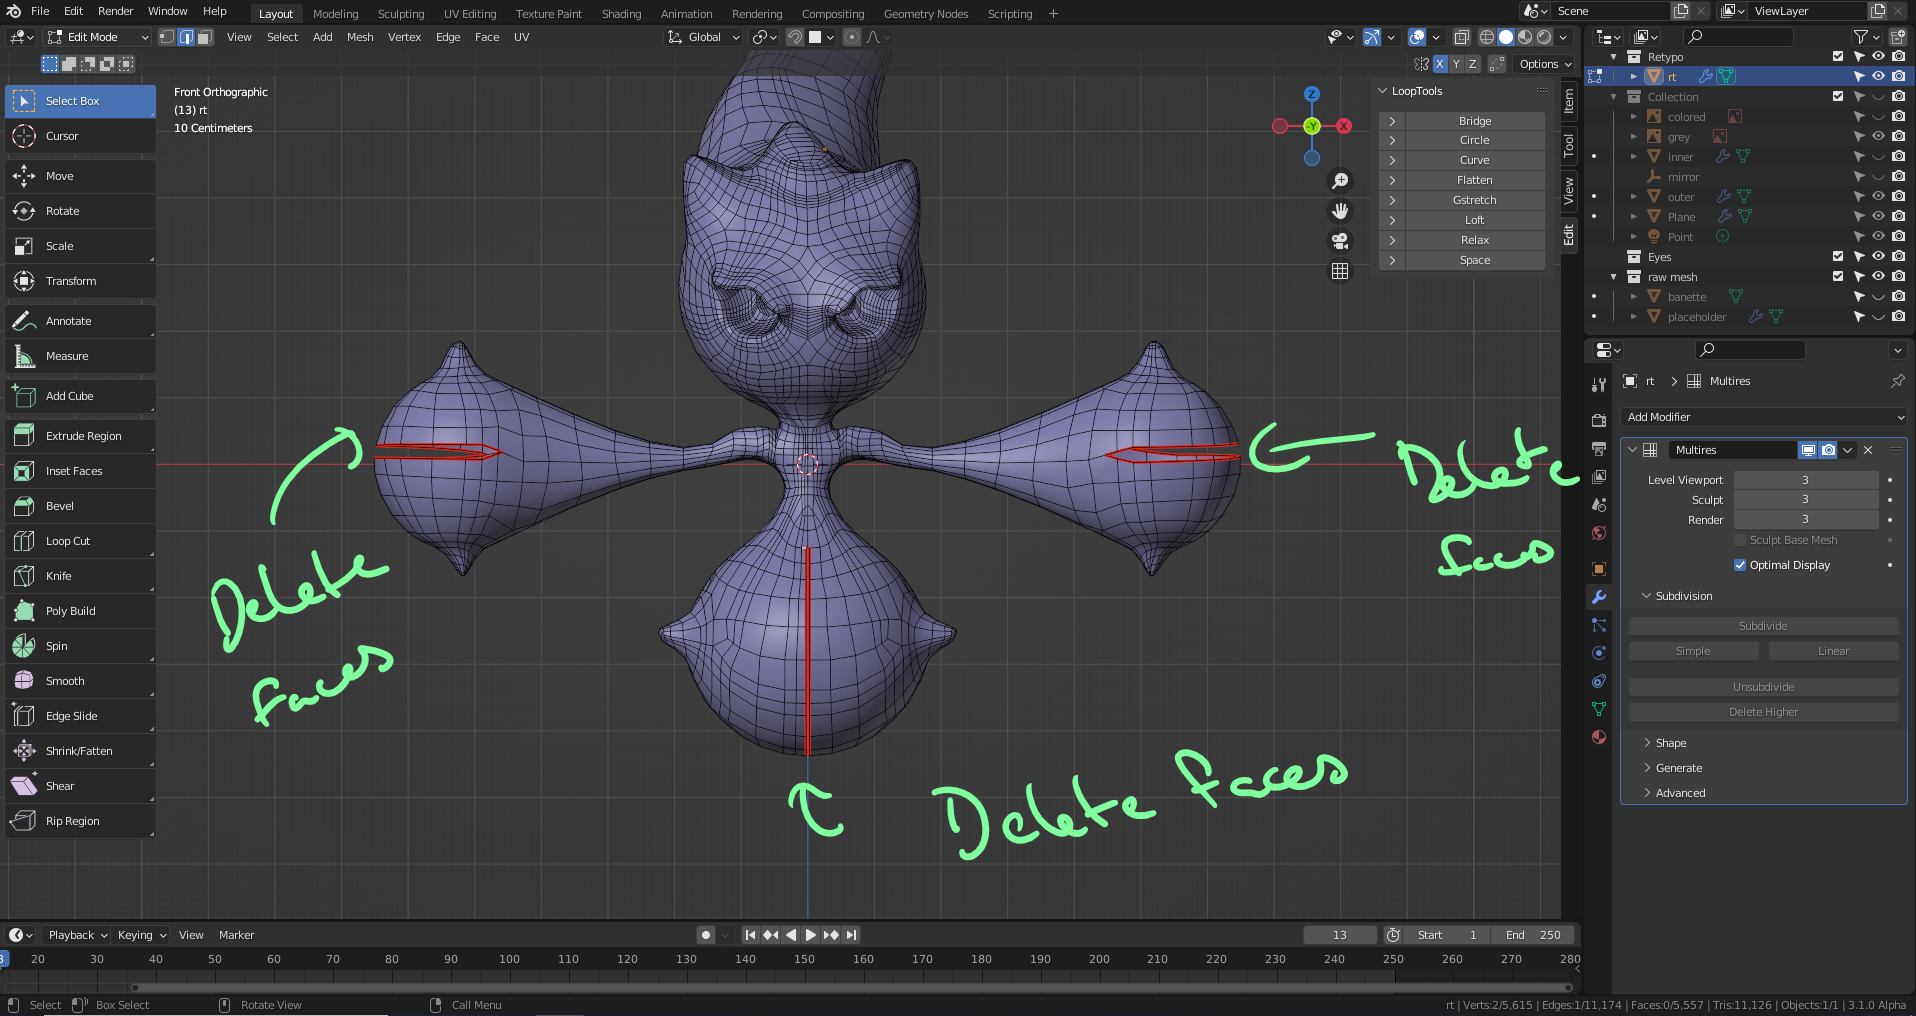 File Edit Render Window Help Layout Modeling Sculpting UV Editing Texture Paint Shading Animation Rendering Compositing Geometry Nodes Scripting + Scene ViewLayer
Edit Mode View Select Add Mesh Vertex Edge Face UV Global
X Y Z Options
Select Box
Cursor
Move
Rotate
Scale
Transform
Annotate
Measure
Add Cube
Extrude Region
Inset Faces
Bevel
Loop Cut
Knife
Poly Build
Spin
Smooth
Edge Slide
Shrink/Fatten
Shear
Rip Region
Front Orthographic
(13) rt
10 Centimeters
Z
-Y X
LoopTools
Bridge
Circle
Curve
Flatten
Gstretch
Loft
Relax
Space
Item
Tool
View
Edit
Delete
faces
Delete
faces
Delete faces
Retypo
rt
Collection
colored
grey
inner
mirror
outer
Plane
Point
Eyes
raw mesh
banette
placeholder
rt Multires
Add Modifier
Multires
Level Viewport 3
Sculpt 3
Render 3
Sculpt Base Mesh
Optimal Display
Subdivision
Subdivide
Simple Linear
Unsubdivide
Delete Higher
Shape
Generate
Advanced
Playback Keying View Marker 13 Start 1 End 250
20 30 40 50 60 70 80 90 100 110 120 130 140 150 160 170 180 190 200 210 220 230 240 250 260 270 280
Select Box Select Rotate View Call Menu rt | Verts:2/5,615 | Edges:1/11,174 | Faces:0/5,557 | Tris:11,126 | Objects:1/1 | 3.1.0 Alpha